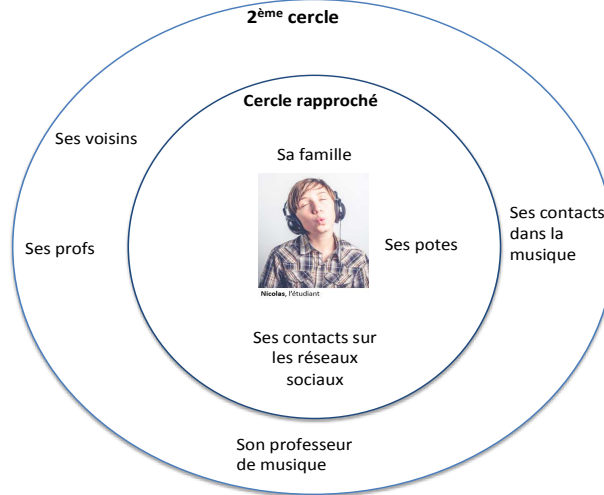 2ème cercle
Cercle rapproché
Ses voisins
Sa famille
Ses profs
Ses potes
Ses contacts
dans la
musique
Nicolas, l'étudiant
Ses contacts sur
les réseaux
sociaux
Son professeur
de musique